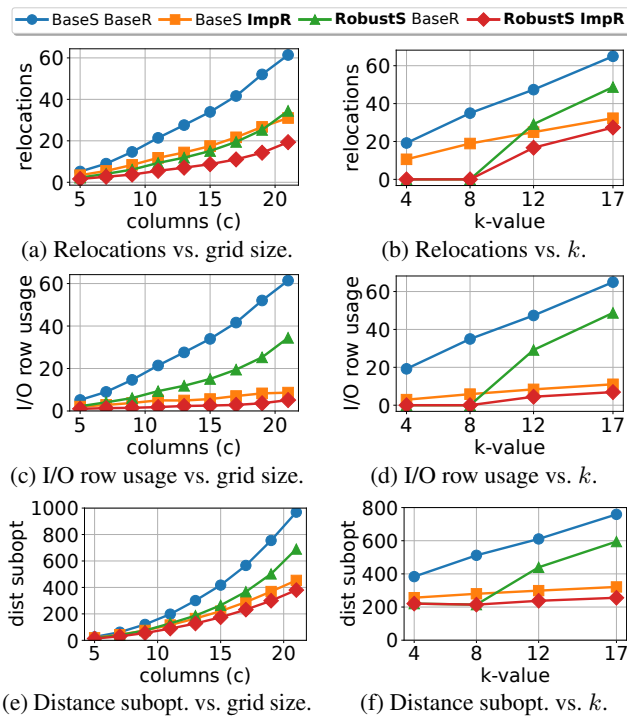 BaseS BaseR BaseS ImpR RobustS BaseR RobustS ImpR
relocations
60
40
20
0
5 10 15 20
columns (c)
(a) Relocations vs. grid size.
relocations
60
40
20
0
4 8 12 17
k-value
(b) Relocations vs. k.
I/O row usage
60
40
20
0
5 10 15 20
columns (c)
(c) I/O row usage vs. grid size.
I/O row usage
60
40
20
0
4 8 12 17
k-value
(d) I/O row usage vs. k.
dist subopt
1000
800
600
400
200
0
5 10 15 20
columns (c)
(e) Distance subopt. vs. grid size.
dist subopt
800
600
400
200
0
4 8 12 17
k-value
(f) Distance subopt. vs. k.